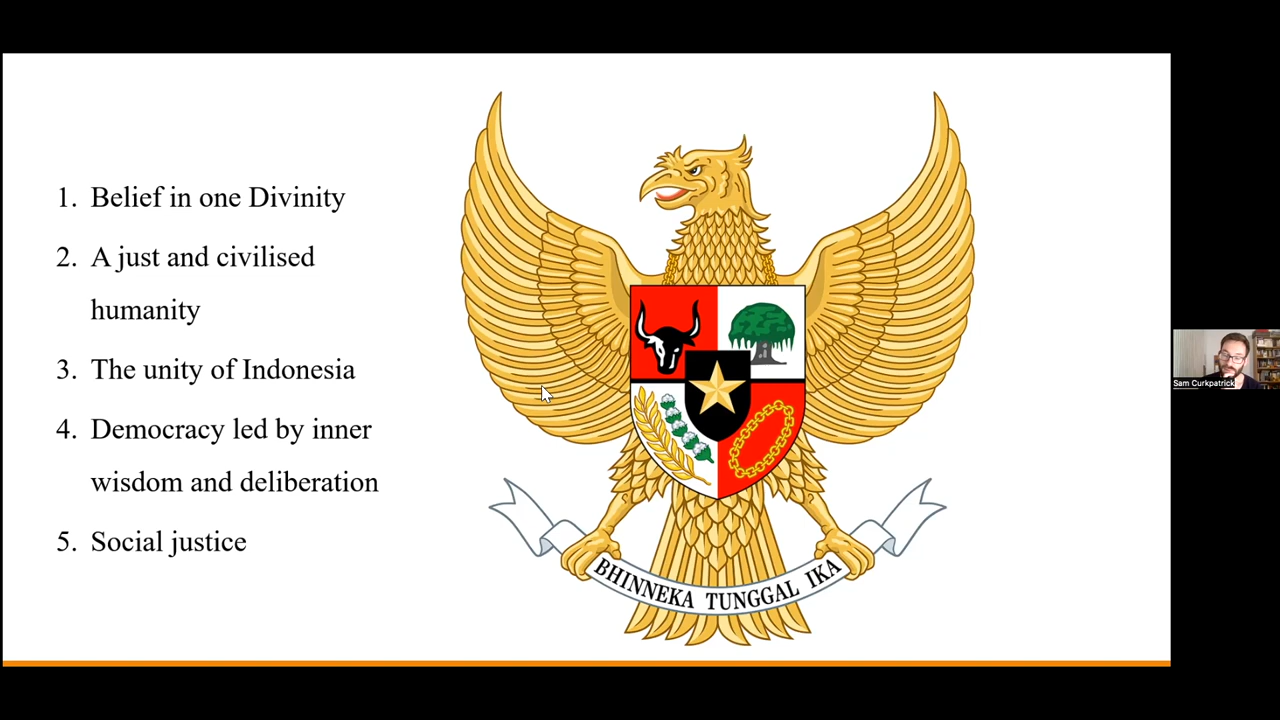 1. Belief in one Divinity
2. A just and civilised
humanity
3. The unity of Indonesia
4. Democracy led by inner
wisdom and deliberation
5. Social justice
BHINNEKA TUNGGAL IKA
Sam Curkpatrick